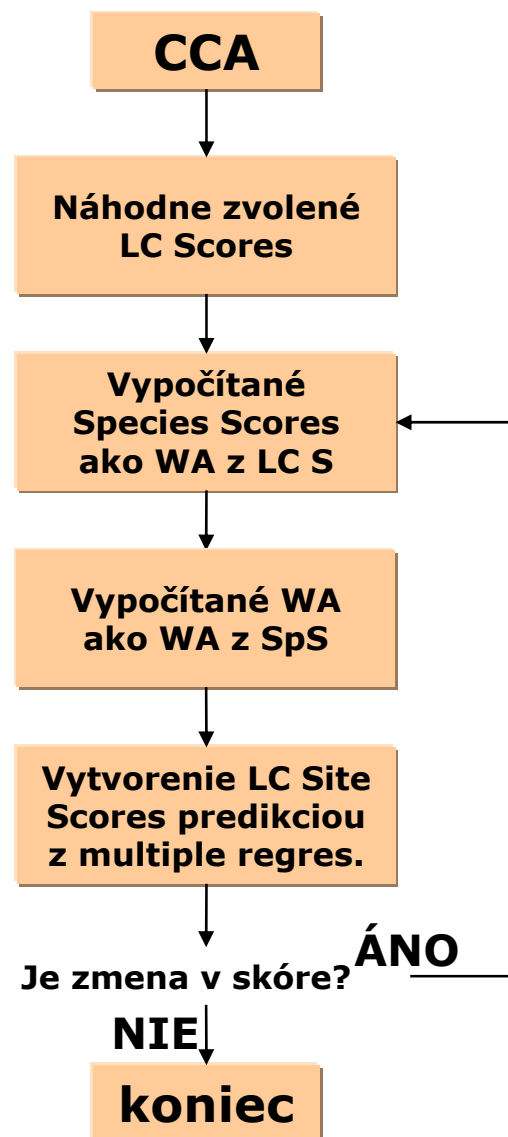 CCA
Náhodne zvolené
LC Scores
Vypočítané
Species Scores
ako WA z LC S
Vypočítané WA
ako WA z SpS
Vytvorenie LC Site
Scores predikciou
z multiple regres.
Je zmena v skóre?
ÁNO
NIE
koniec